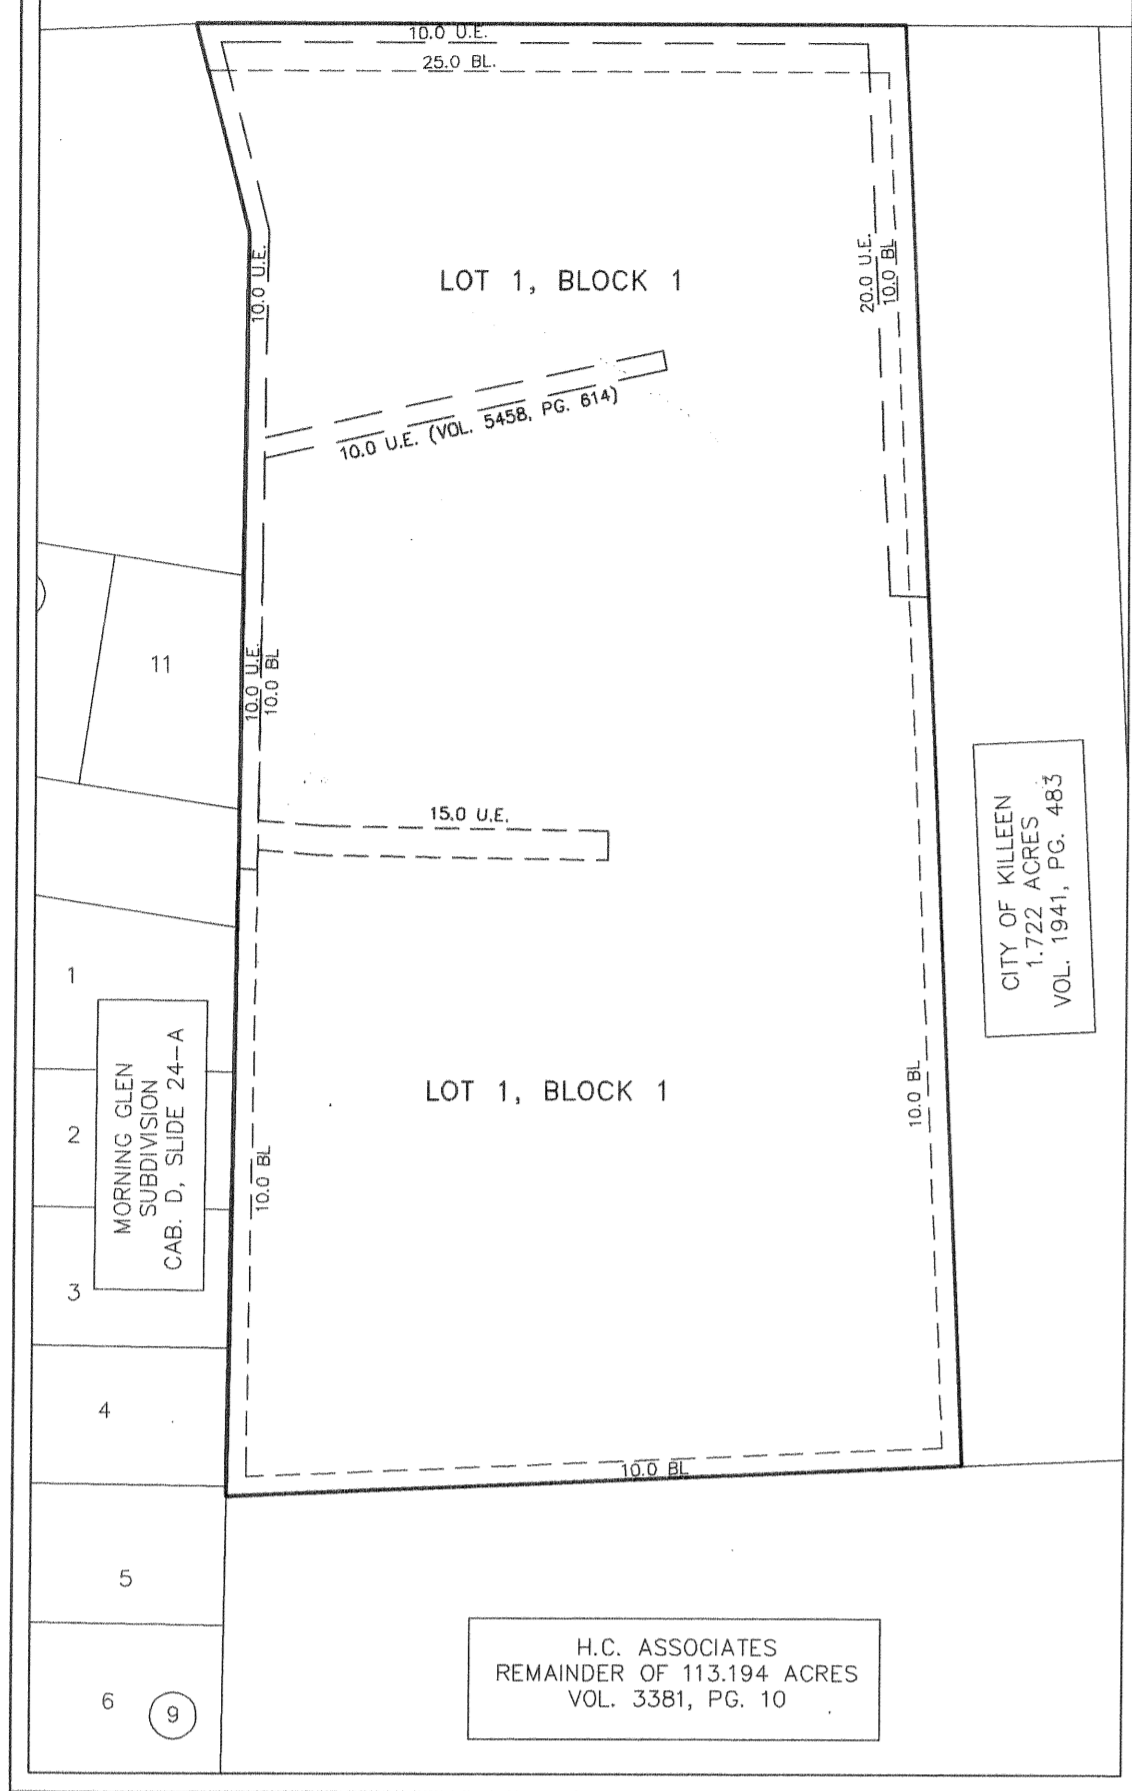 10.0 U.E.
25.0 BL.
10.0 U.E.
LOT 1, BLOCK 1
20.0 U.E.
10.0 BL
10.0 U.E. (VOL. 5458, PG. 614)
11
10.0 U.E.
10.0 BL
15.0 U.E.
CITY OF KILLEEN
1.722 ACRES
VOL. 1941, PG. 483
1
MORNING GLEN
SUBDIVISION
CAB. D, SLIDE 24-A
2
3
4
5
6
9
LOT 1, BLOCK 1
10.0 BL
10.0 BL
10.0 BL
H.C. ASSOCIATES
REMAINDER OF 113.194 ACRES
VOL. 3381, PG. 10